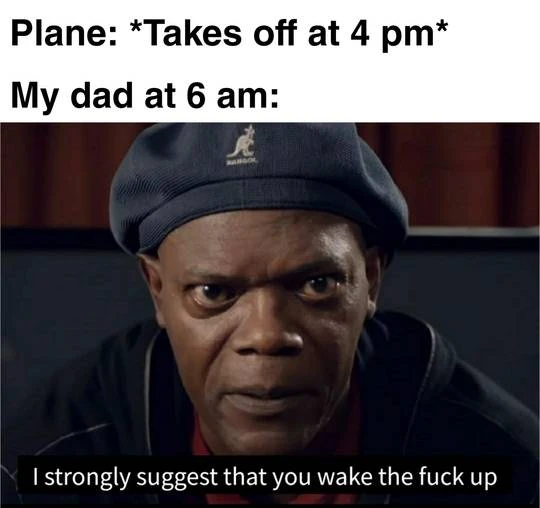 Plane: *Takes off at 4 pm*
My dad at 6 am:
KANGOL
I strongly suggest that you wake the fuck up